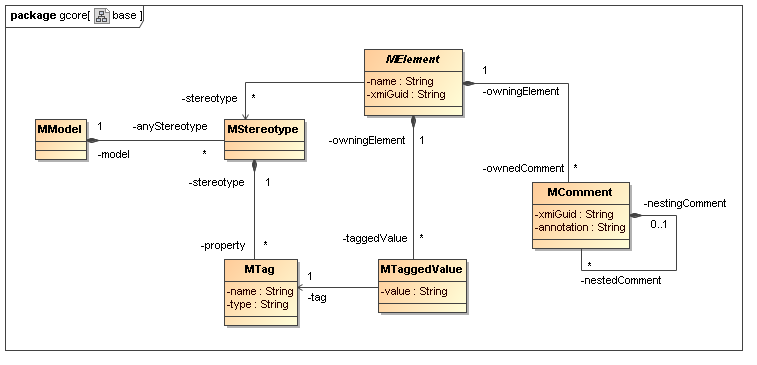 package gcore[ base ]
MElement
-name : String
-xmiGuid : String
1
-owningElement
-stereotype
*
-owningElement
1
MModel
1
-anyStereotype
-model
*
MStereotype
-stereotype
1
-ownedComment
*
MComment
-xmiGuid : String
-annotation : String
-nestingComment
0..1
*
-nestedComment
-property
*
-taggedValue
*
MTag
-name : String
-type : String
1
-tag
MTaggedValue
-value : String